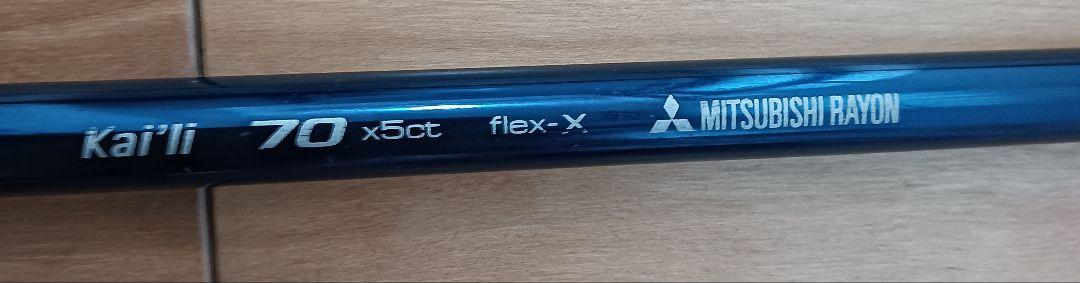 Kai'li 70 x5ct flex-X MITSUBISHI RAYON